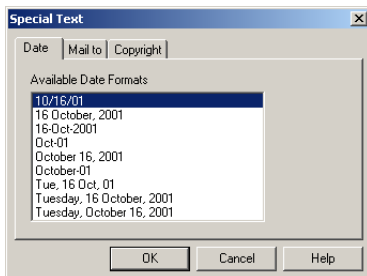 Special Text
Date Mail to Copyright
Available Date Formats
10/16/01
16 October, 2001
16-Oct-2001
Oct-01
October 16, 2001
October-01
Tue, 16 Oct, 01
Tuesday, 16 October, 2001
Tuesday, October 16, 2001
OK Cancel Help